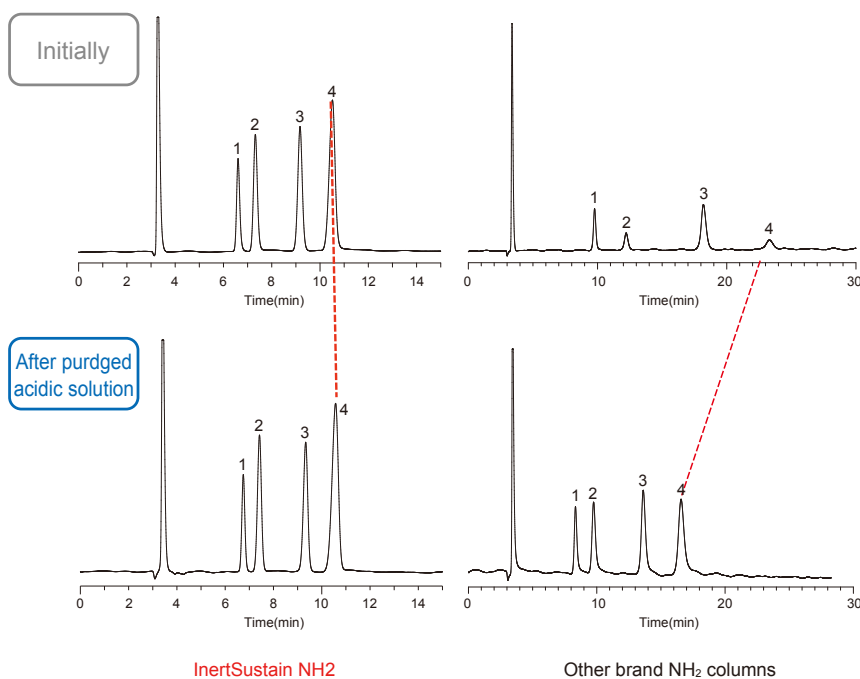 Initially
1
2
3
4
0 2 4 6 8 10 12 14
Time(min)
1
2
3
4
0 10 20 30
Time(min)
After purdged
acidic solution
1
2
3
4
0 2 4 6 8 10 12 14
Time(min)
1
2
3
4
0 10 20 30
Time(min)
InertSustain NH2
Other brand NH₂ columns